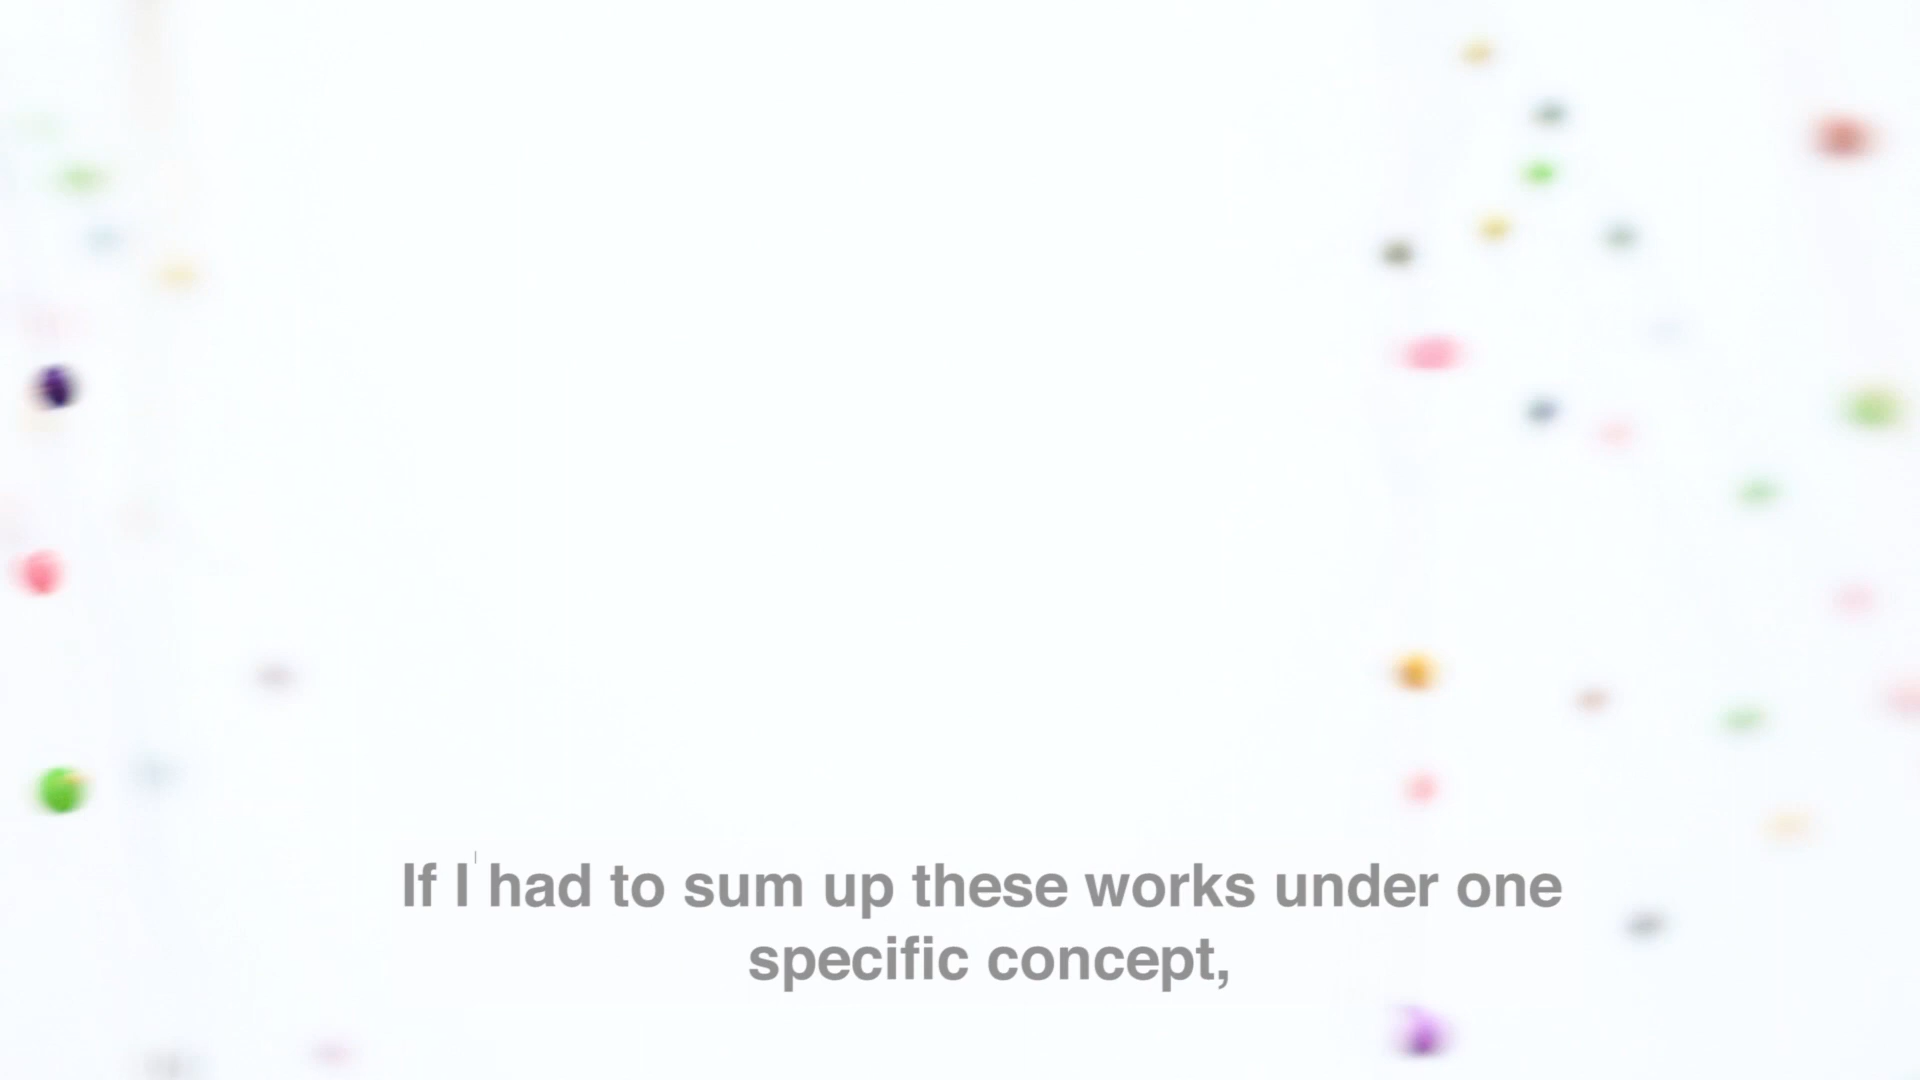 If I had to sum up these works under one
specific concept,